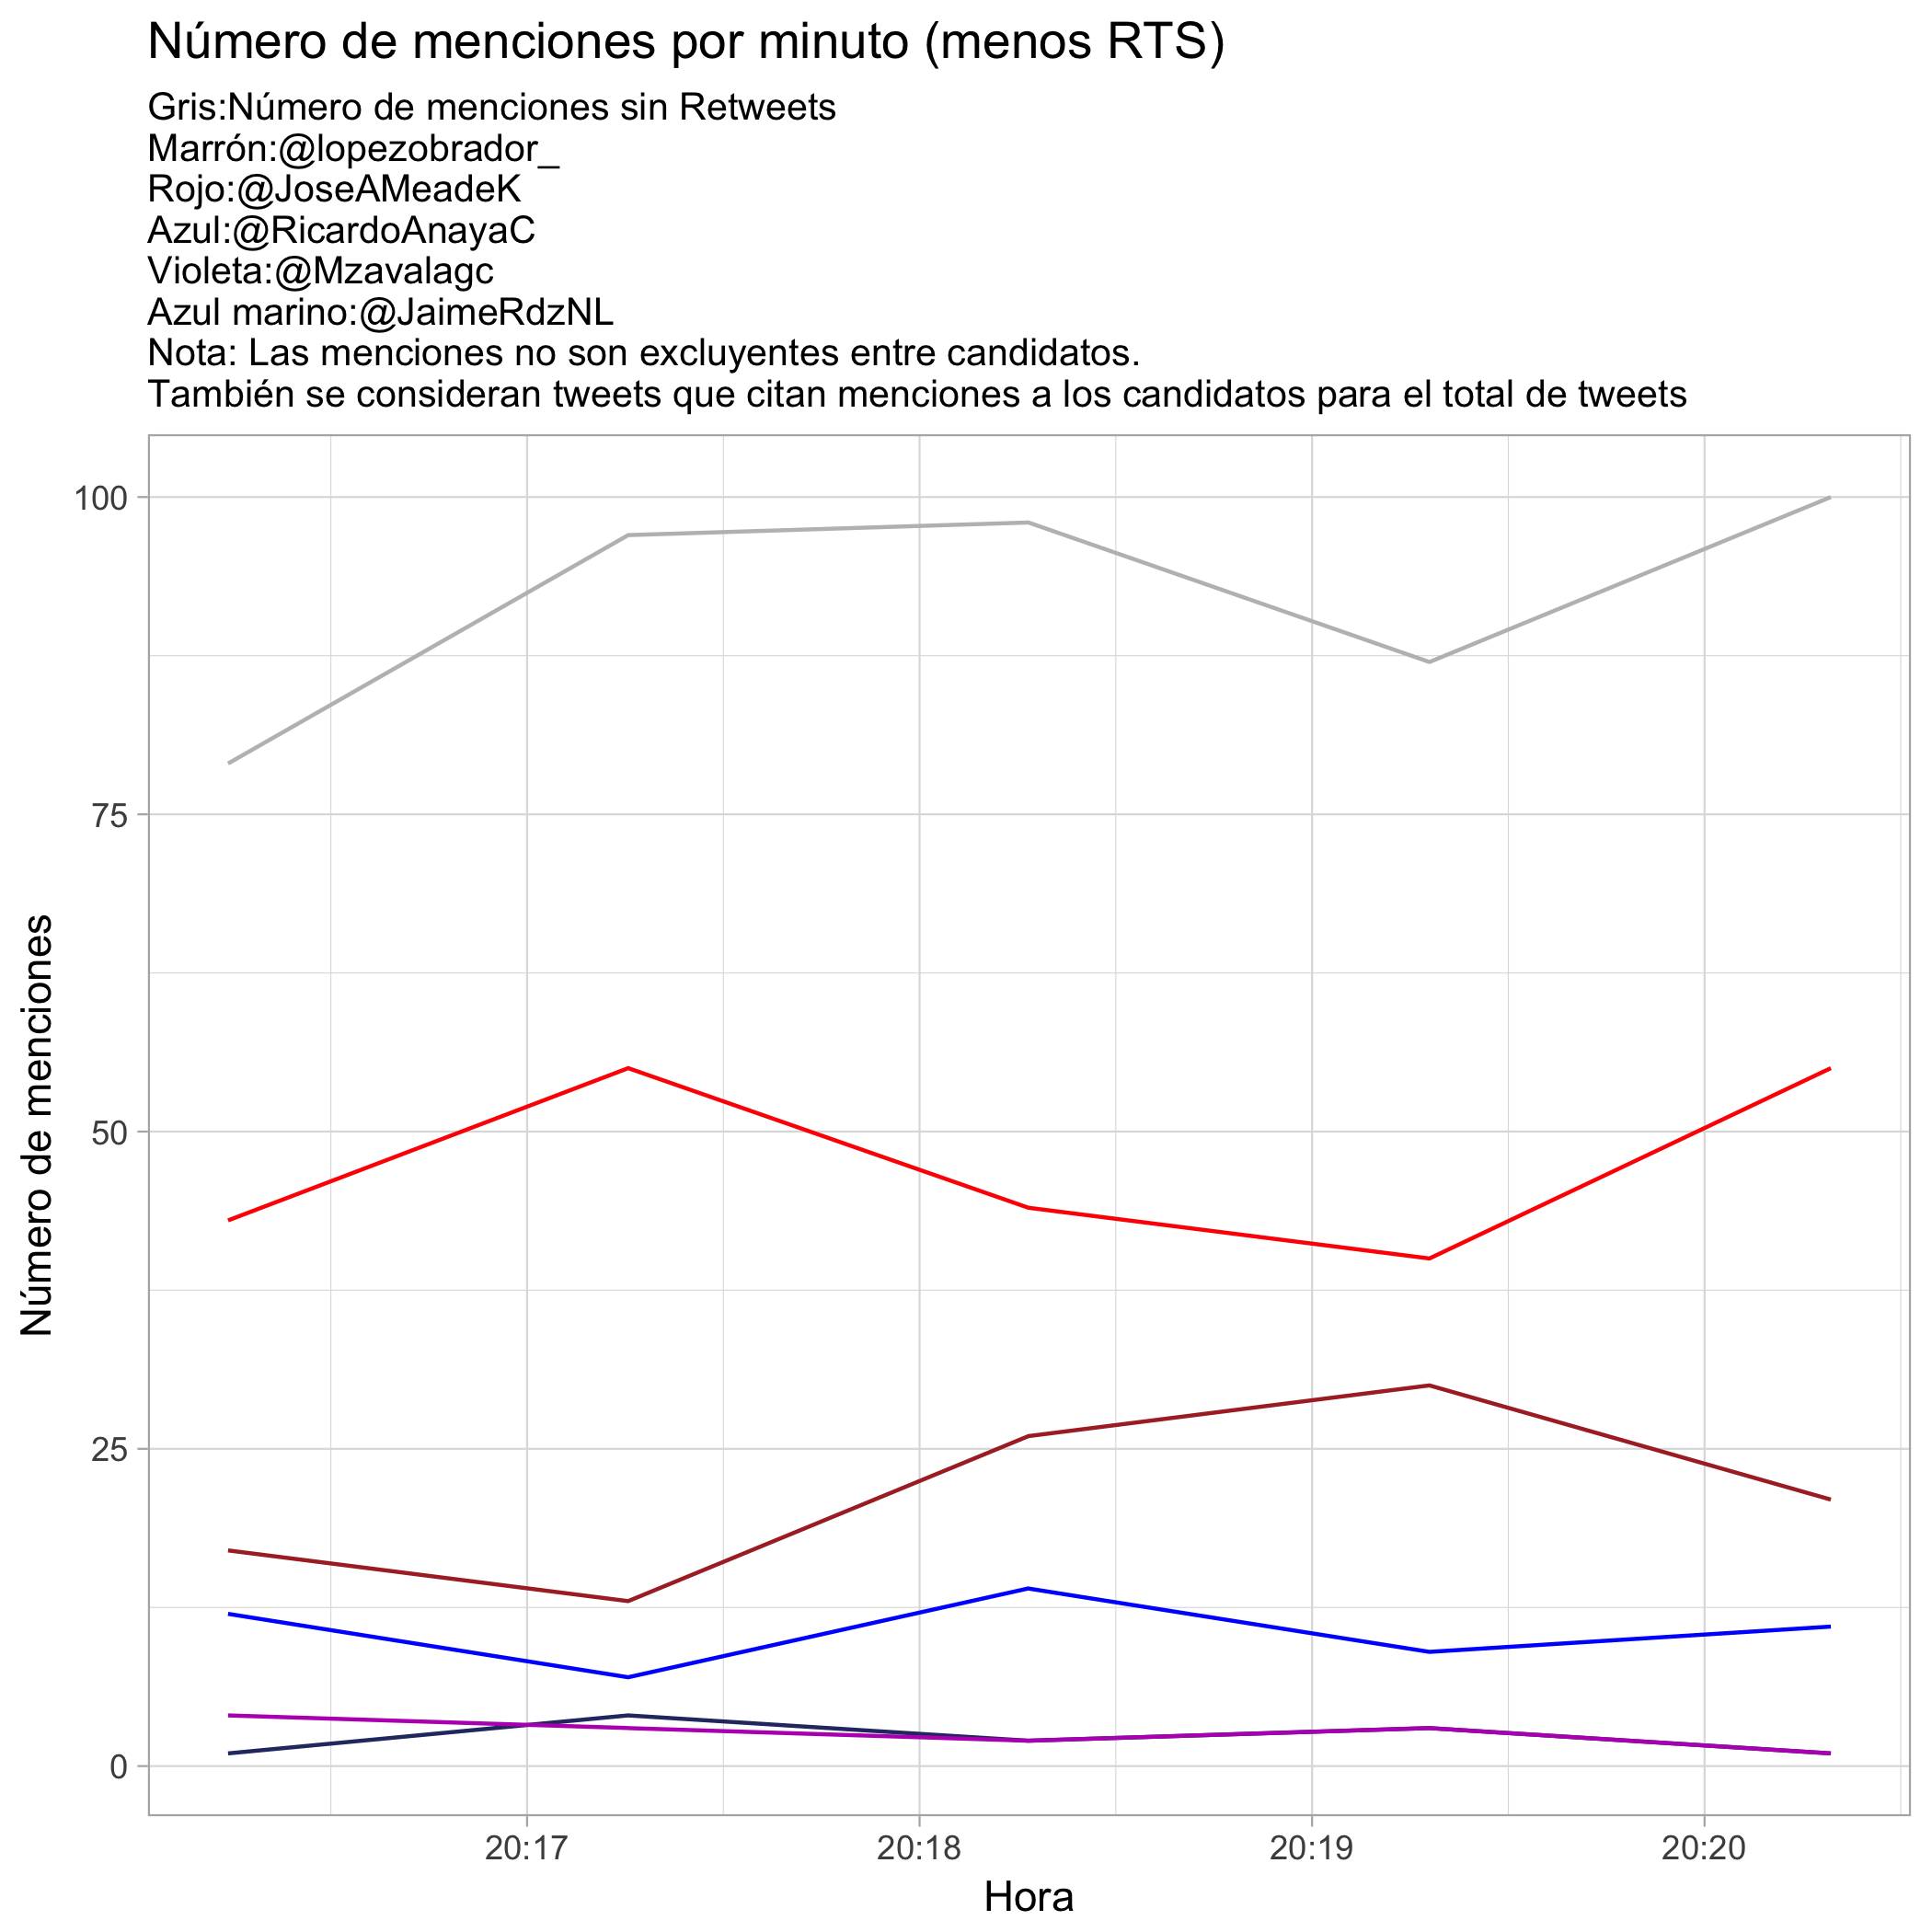 Número de menciones por minuto (menos RTS)
Gris:Número de menciones sin Retweets
Marrón:@lopezobrador_
Rojo:@JoseAMeadeK
Azul:@RicardoAnayaC
Violeta:@Mzavalagc
Azul marino:@JaimeRdzNL
Nota: Las menciones no son excluyentes entre candidatos.
También se consideran tweets que citan menciones a los candidatos para el total de tweets
100
75
50
25
0
Número de menciones
20:17
20:18
20:19
20:20
Hora